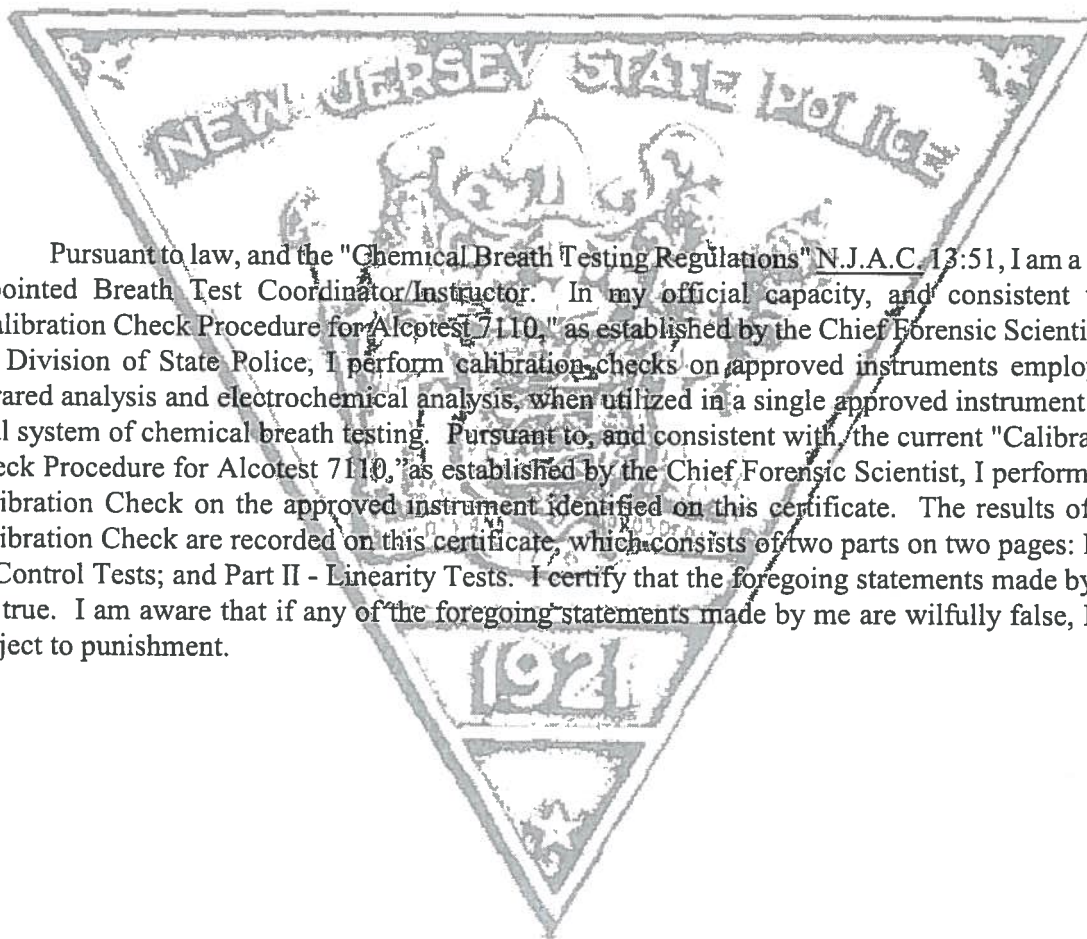 NEW JERSEY STATE POLICE
Pursuant to law, and the "Chemical Breath Testing Regulations" N.J.A.C. 13:51, I am a
pointed Breath Test Coordinator/Instructor. In my official capacity, and consistent
alibration Check Procedure for Alcotest 7110," as established by the Chief Forensic Scienti
Division of State Police, I perform calibration checks on approved instruments emplo
rared analysis and electrochemical analysis, when utilized in a single approved instrument
al system of chemical breath testing. Pursuant to, and consistent with, the current "Calibra
eck Procedure for Alcotest 7110," as established by the Chief Forensic Scientist, I perform
libration Check on the approved instrument identified on this certificate. The results of
libration Check are recorded on this certificate, which consists of two parts on two pages:
Control Tests; and Part II - Linearity Tests. I certify that the foregoing statements made by
true. I am aware that if any of the foregoing statements made by me are wilfully false, I
ject to punishment.
1921